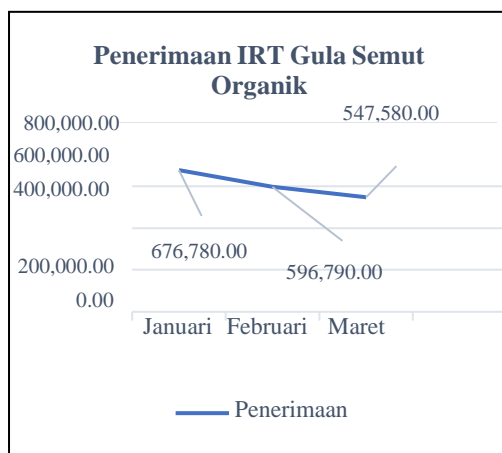 Penerimaan IRT Gula Semut
Organik
547,580.00
800,000.00
600,000.00
400,000.00
676,780.00
596,790.00
200,000.00
0.00
Januari Februari Maret
Penerimaan